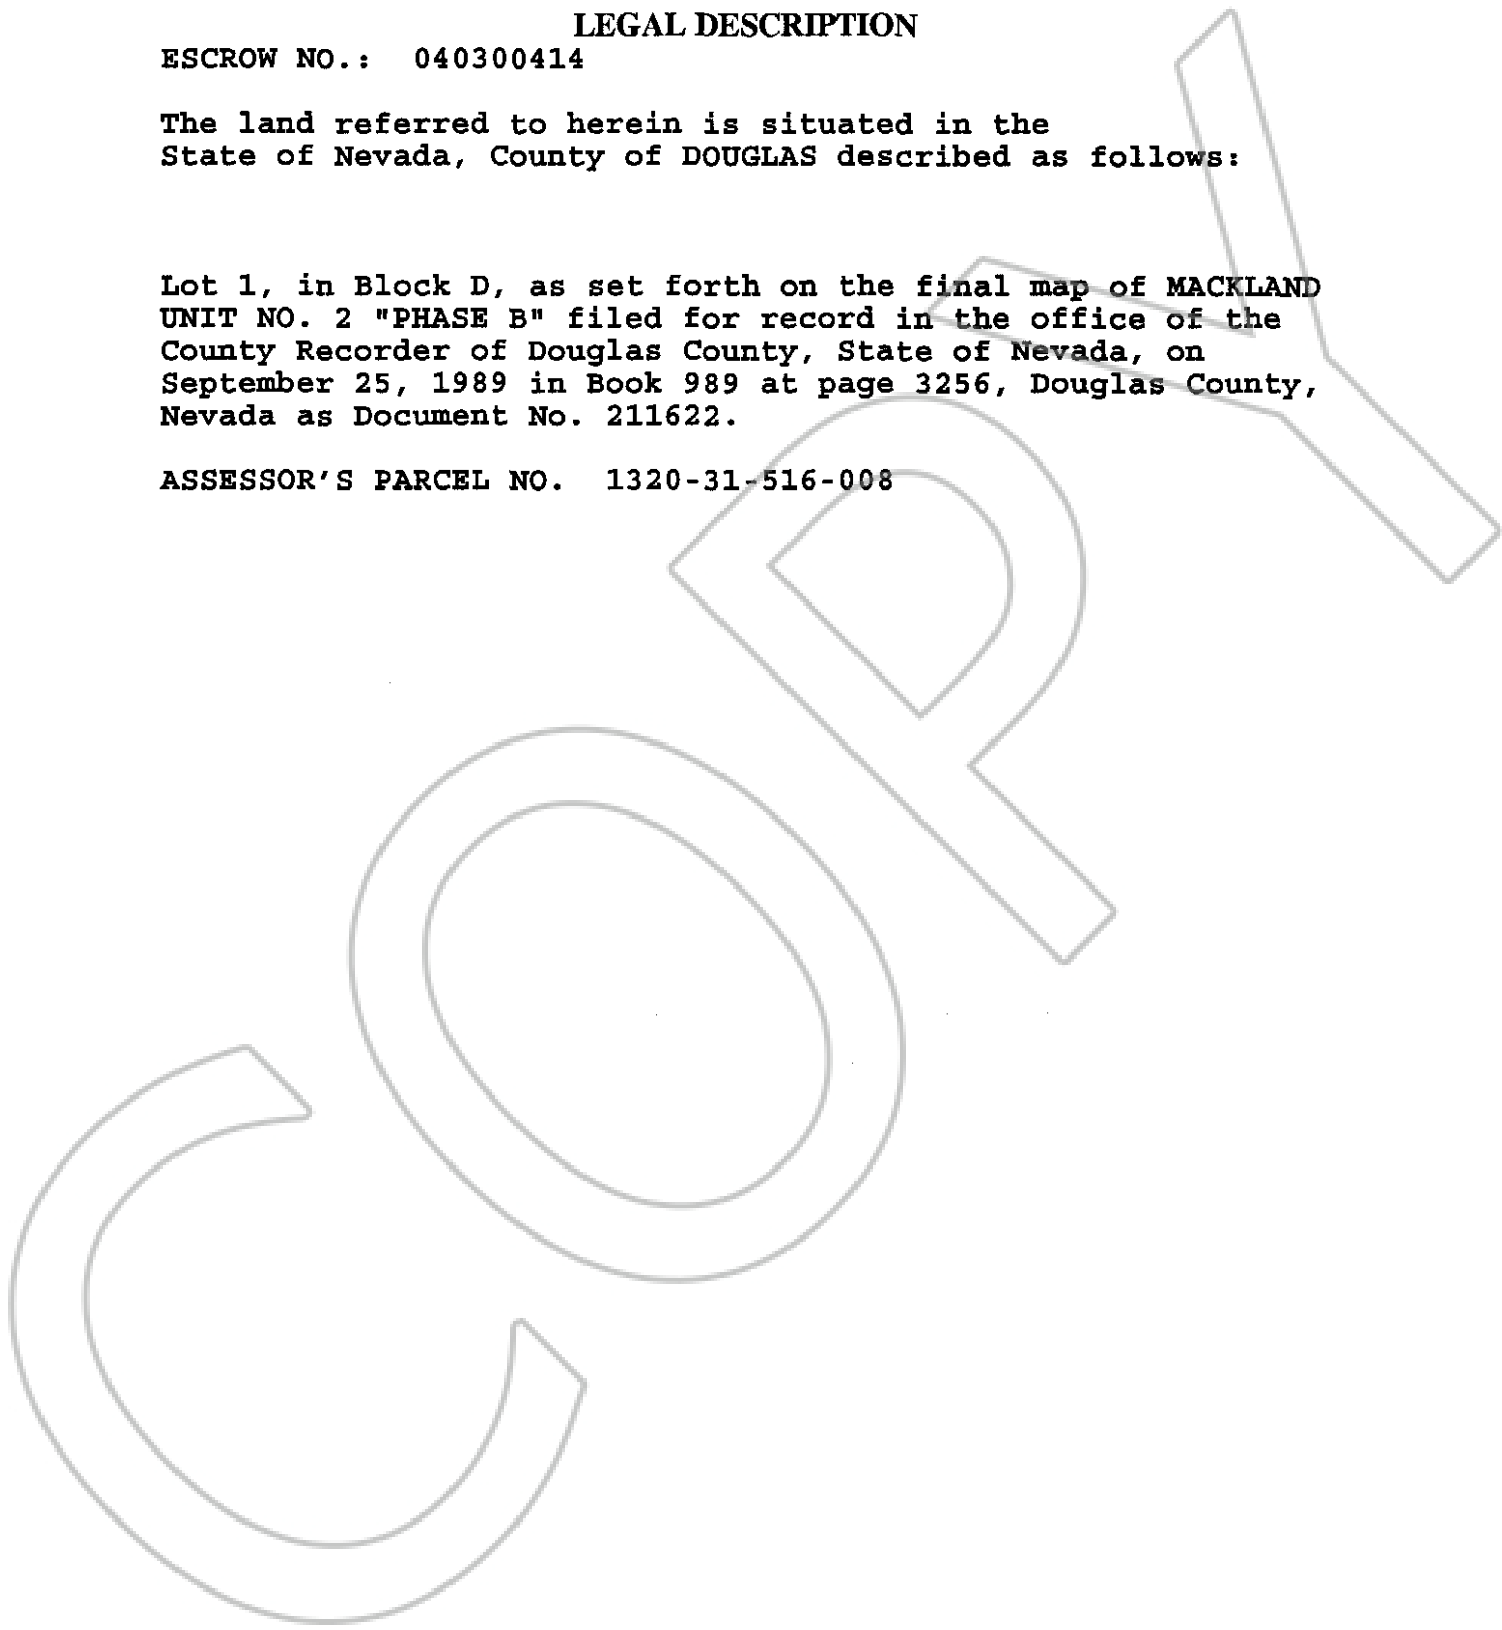 LEGAL DESCRIPTION
ESCROW NO.: 040300414
The land referred to herein is situated in the
State of Nevada, County of DOUGLAS described as follows:
Lot 1, in Block D, as set forth on the final map of MACKLAND
UNIT NO. 2 "PHASE B" filed for record in the office of the
County Recorder of Douglas County, State of Nevada, on
September 25, 1989 in Book 989 at page 3256, Douglas County,
Nevada as Document No. 211622.
ASSESSOR'S PARCEL NO. 1320-31-516-008
COPY